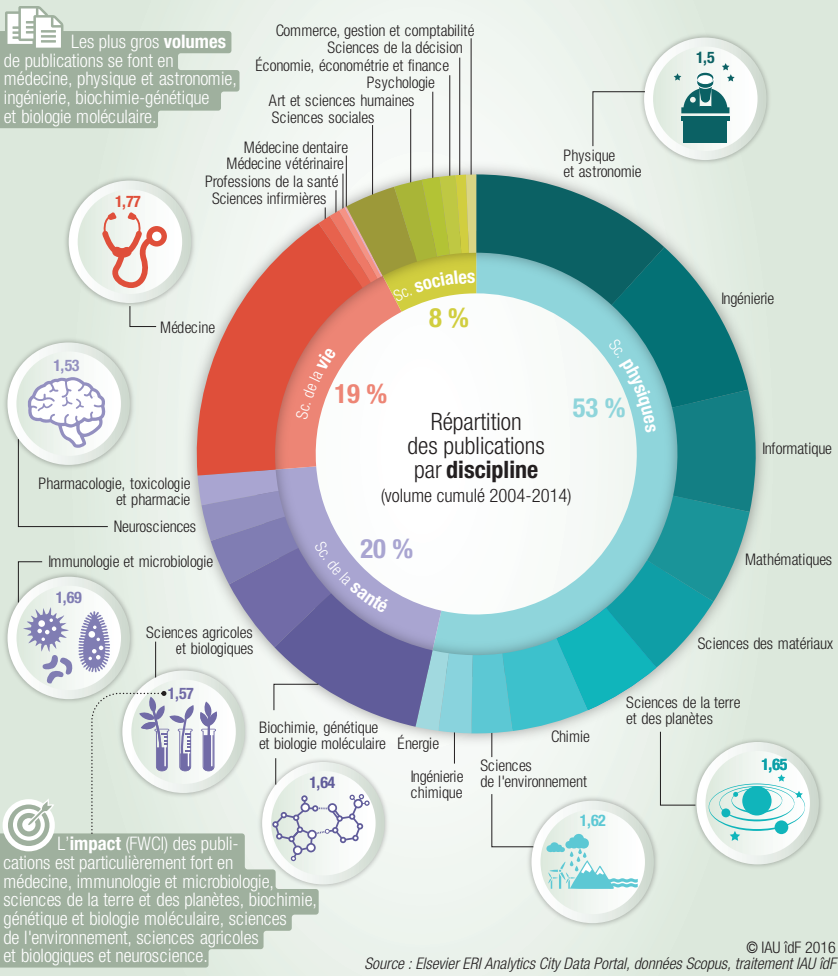 Les plus gros volumes
de publications se font en
médecine, physique et astronomie,
ingénierie, biochimie-génétique
et biologie moléculaire.
Commerce, gestion et comptabilité
Sciences de la décision
Économie, économétrie et finance
Psychologie
Art et sciences humaines
Sciences sociales
Médecine dentaire
Médecine vétérinaire
Professions de la santé
Sciences infirmières
1,5
Physique
et astronomie
1,77
Médecine
Ingénierie
Sc. sociales
8 %
Sc. de la vie
19 %
Sc. physiques
53 %
1,53
Répartition
des publications
par discipline
(volume cumulé 2004-2014)
Informatique
Pharmacologie, toxicologie
et pharmacie
Neurosciences
Sc. de la santé
20 %
Immunologie et microbiologie
Mathématiques
1,69
Sciences agricoles
et biologiques
Sciences des matériaux
1,57
Sciences de la terre
et des planètes
Biochimie, génétique
et biologie moléculaire
Énergie
Chimie
Ingénierie
chimique
Sciences
de l'environnement
1,64
1,65
1,62
L'impact (FWCI) des publi-
cations est particulièrement fort en
médecine, immunologie et microbiologie,
sciences de la terre et des planètes, biochimie,
génétique et biologie moléculaire, sciences
de l'environnement, sciences agricoles
et biologiques et neuroscience.
© IAU îdF 2016
Source : Elsevier ERI Analytics City Data Portal, données Scopus, traitement IAU îdF